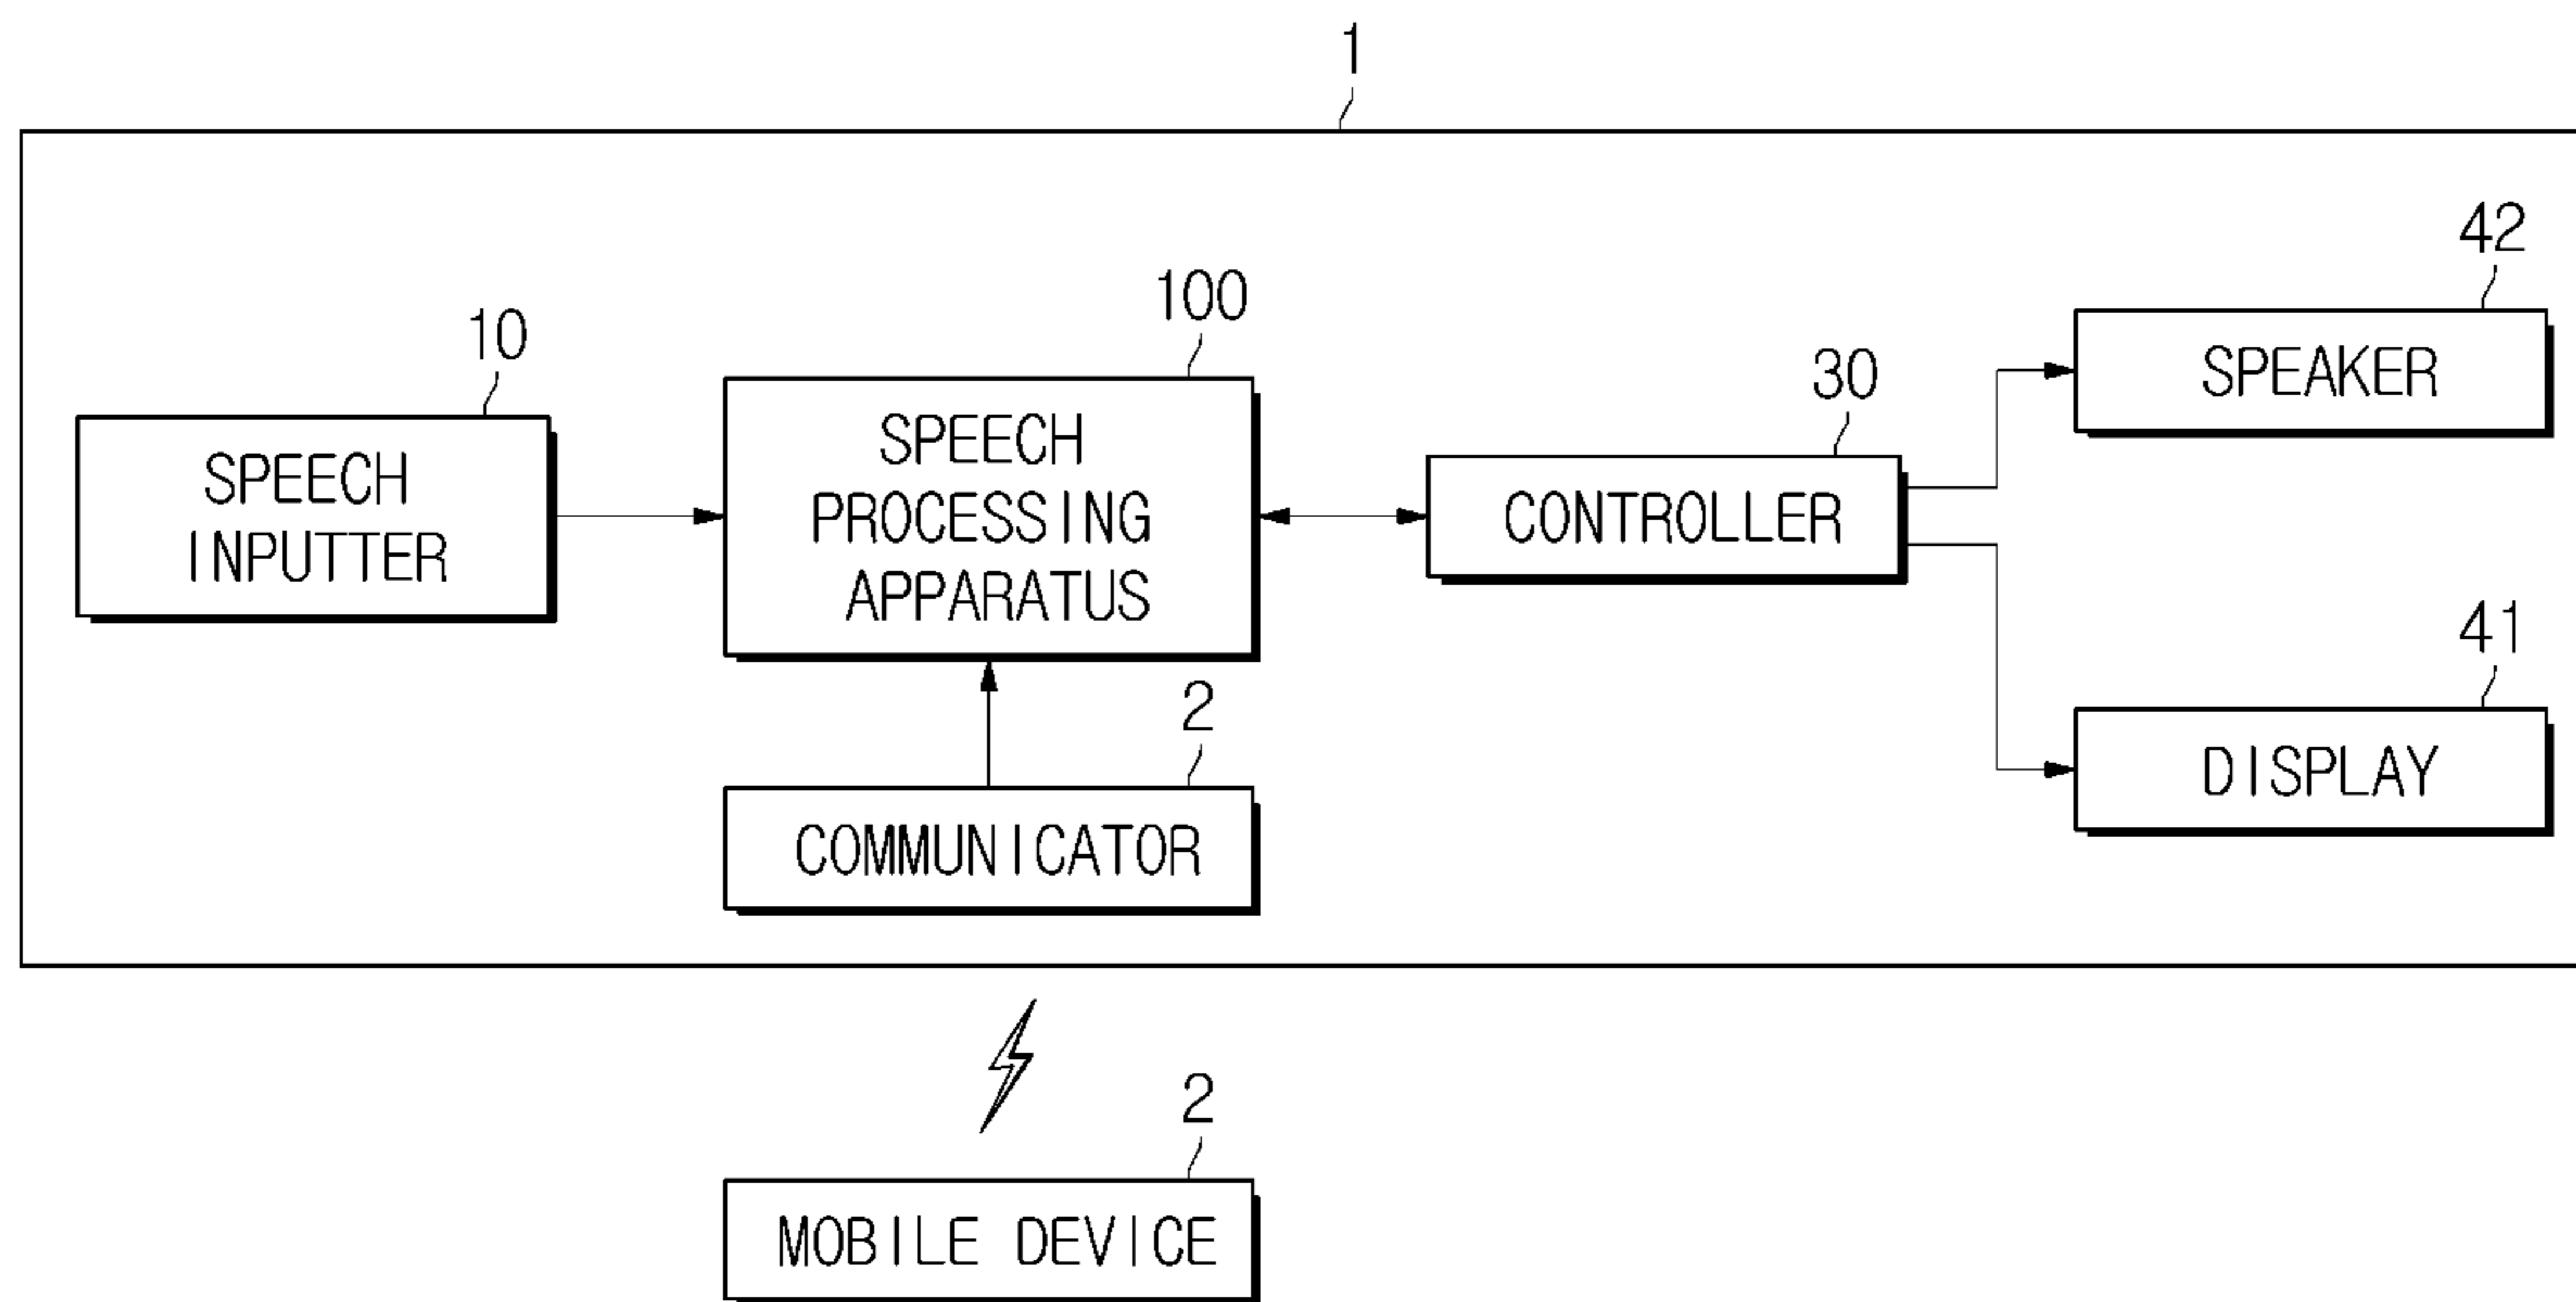 1
42
100
10
30
SPEAKER
SPEECH
PROCESSING
APPARATUS
SPEECH
INPUTTER
CONTROLLER
41
2
DISPLAY
COMMUNICATOR
2
MOBILE DEVICE